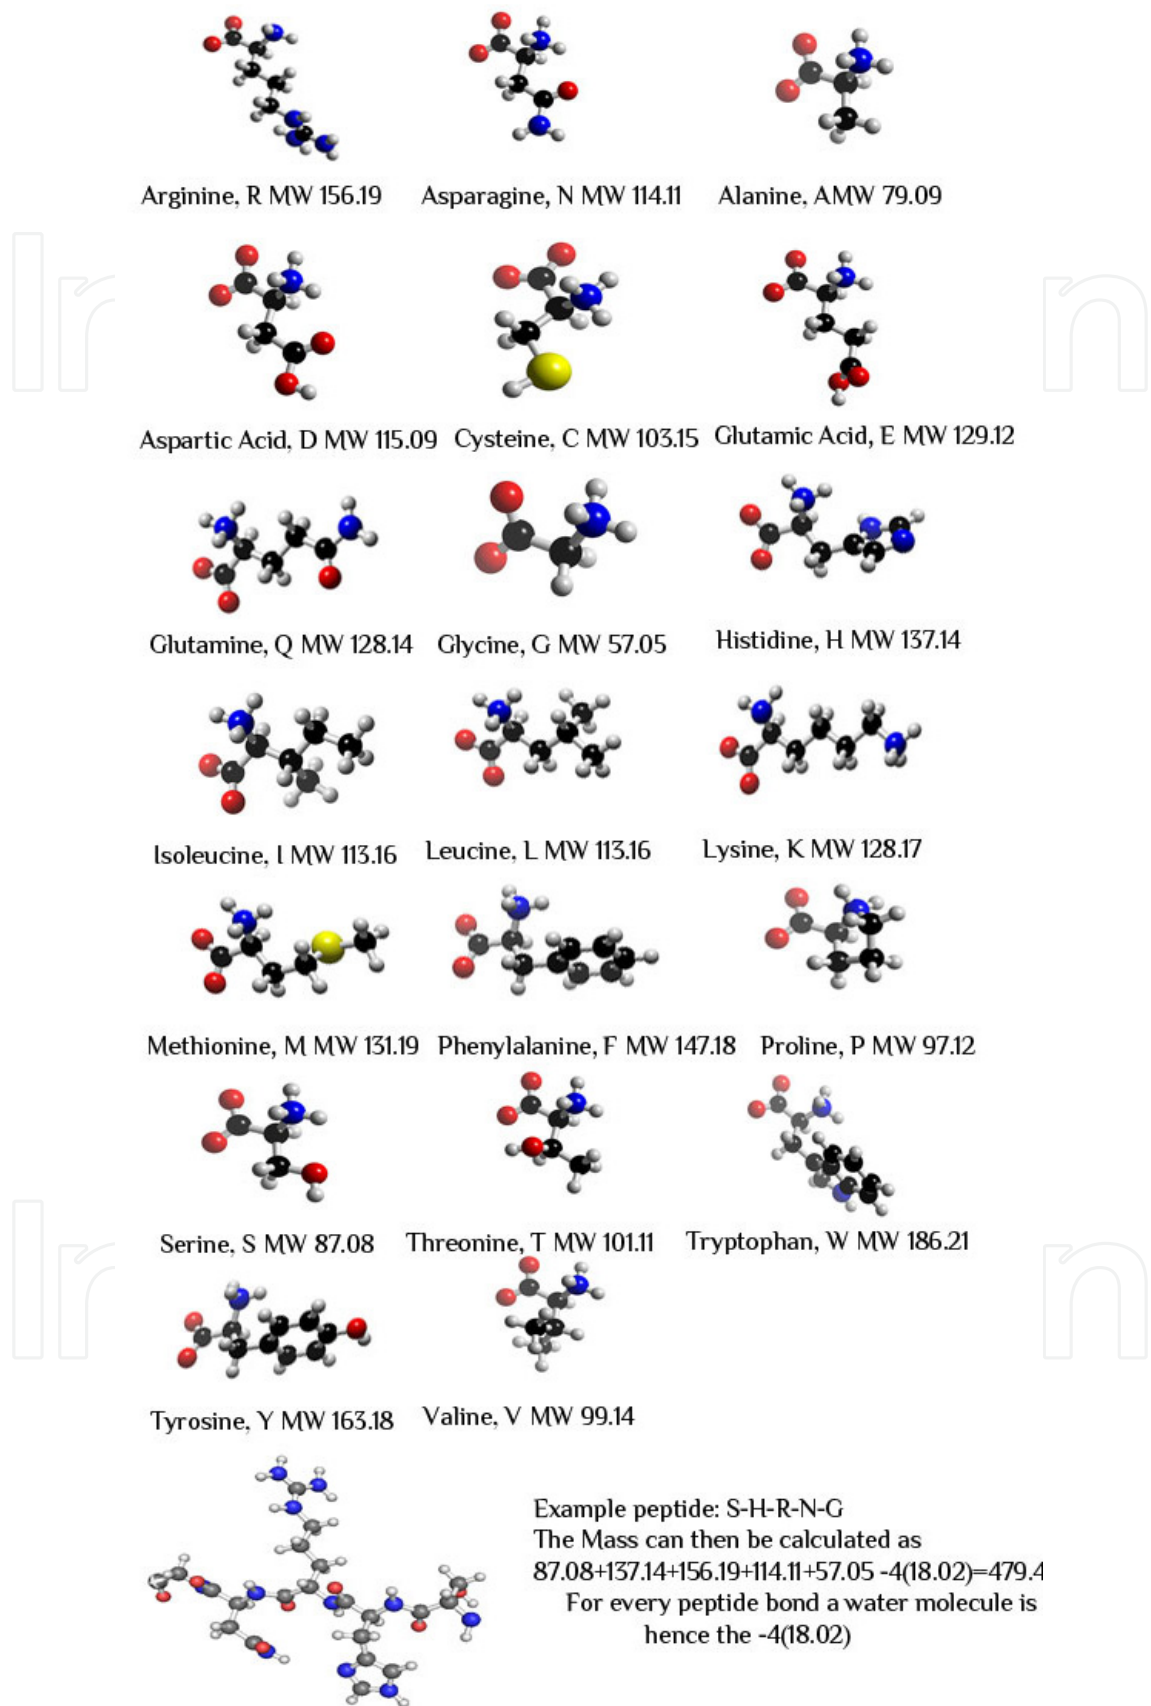 Arginine, R MW 156.19 Asparagine, N MW 114.11 Alanine, AMW 79.09
Aspartic Acid, D MW 115.09 Cysteine, C MW 103.15 Glutamic Acid, E MW 129.12
Glutamine, Q MW 128.14 Glycine, G MW 57.05 Histidine, H MW 137.14
Isoleucine, I MW 113.16 Leucine, L MW 113.16 Lysine, K MW 128.17
Methionine, M MW 131.19 Phenylalanine, F MW 147.18 Proline, P MW 97.12
Serine, S MW 87.08 Threonine, T MW 101.11 Tryptophan, W MW 186.21
Tyrosine, Y MW 163.18 Valine, V MW 99.14
Example peptide: S-H-R-N-G
The Mass can then be calculated as
87.08+137.14+156.19+114.11+57.05 -4(18.02)=479.4
For every peptide bond a water molecule is
hence the -4(18.02)